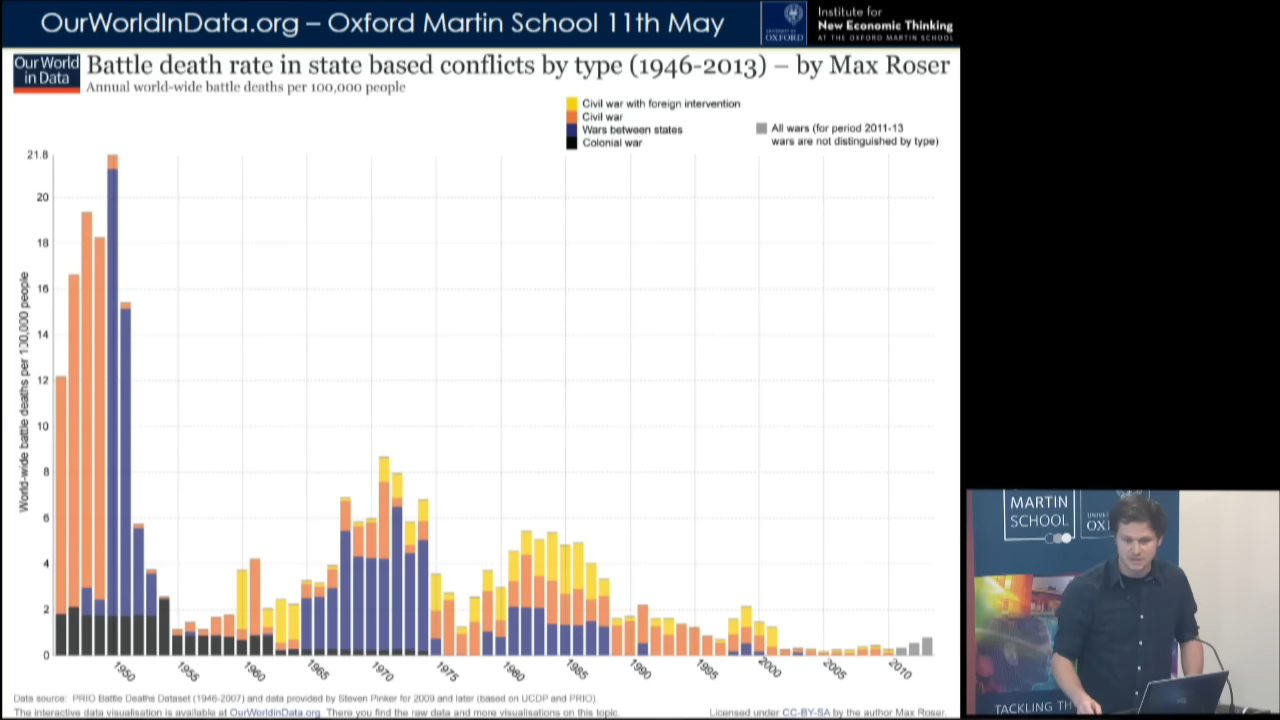 OurWorldInData.org – Oxford Martin School 11th May
UNIVERSITY OF
OXFORD
Institute for
New Economic Thinking
AT THE OXFORD MARTIN SCHOOL
Our World
in Data
Battle death rate in state based conflicts by type (1946-2013) – by Max Roser
Annual world-wide battle deaths per 100,000 people
Civil war with foreign intervention
Civil war
Wars between states
Colonial war
All wars (for period 2011-13
wars are not distinguished by type)
World-wide battle deaths per 100,000 people
21.8
20
18
16
14
12
10
8
6
4
2
0
1950
1955
1960
1965
1970
1975
1980
1985
1990
1995
2000
2005
2010
Data source: PRIO Battle Deaths Dataset (1946-2007) and data provided by Steven Pinker for 2009 and later (based on UCDP and PRIO).
The interactive data visualisation is available at OurWorldinData.org. There you find the raw data and more visualisations on this topic.
Licensed under CC-BY-SA by the author Max Roser.
MARTIN
SCHOOL
UNIVE
OX
TACKLING TH